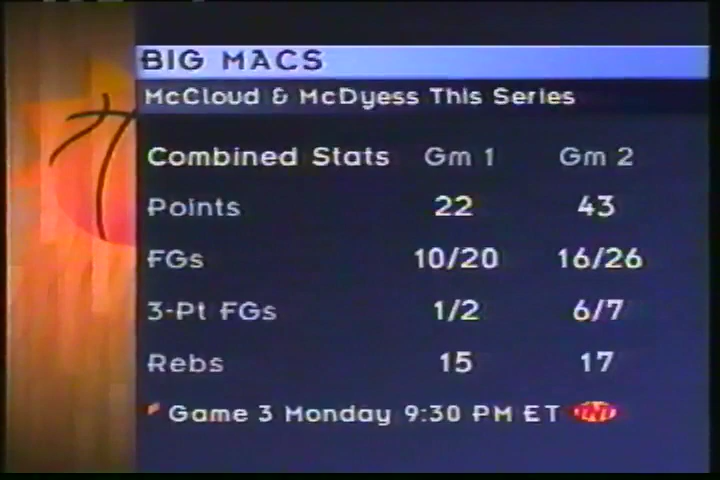 BIG MACS
McCloud & McDyess This Series
Combined Stats Gm 1 Gm 2
Points 22 43
FGs 10/20 16/26
3-Pt FGs 1/2 6/7
Rebs 15 17
Game 3 Monday 9:30 PM ET TNT